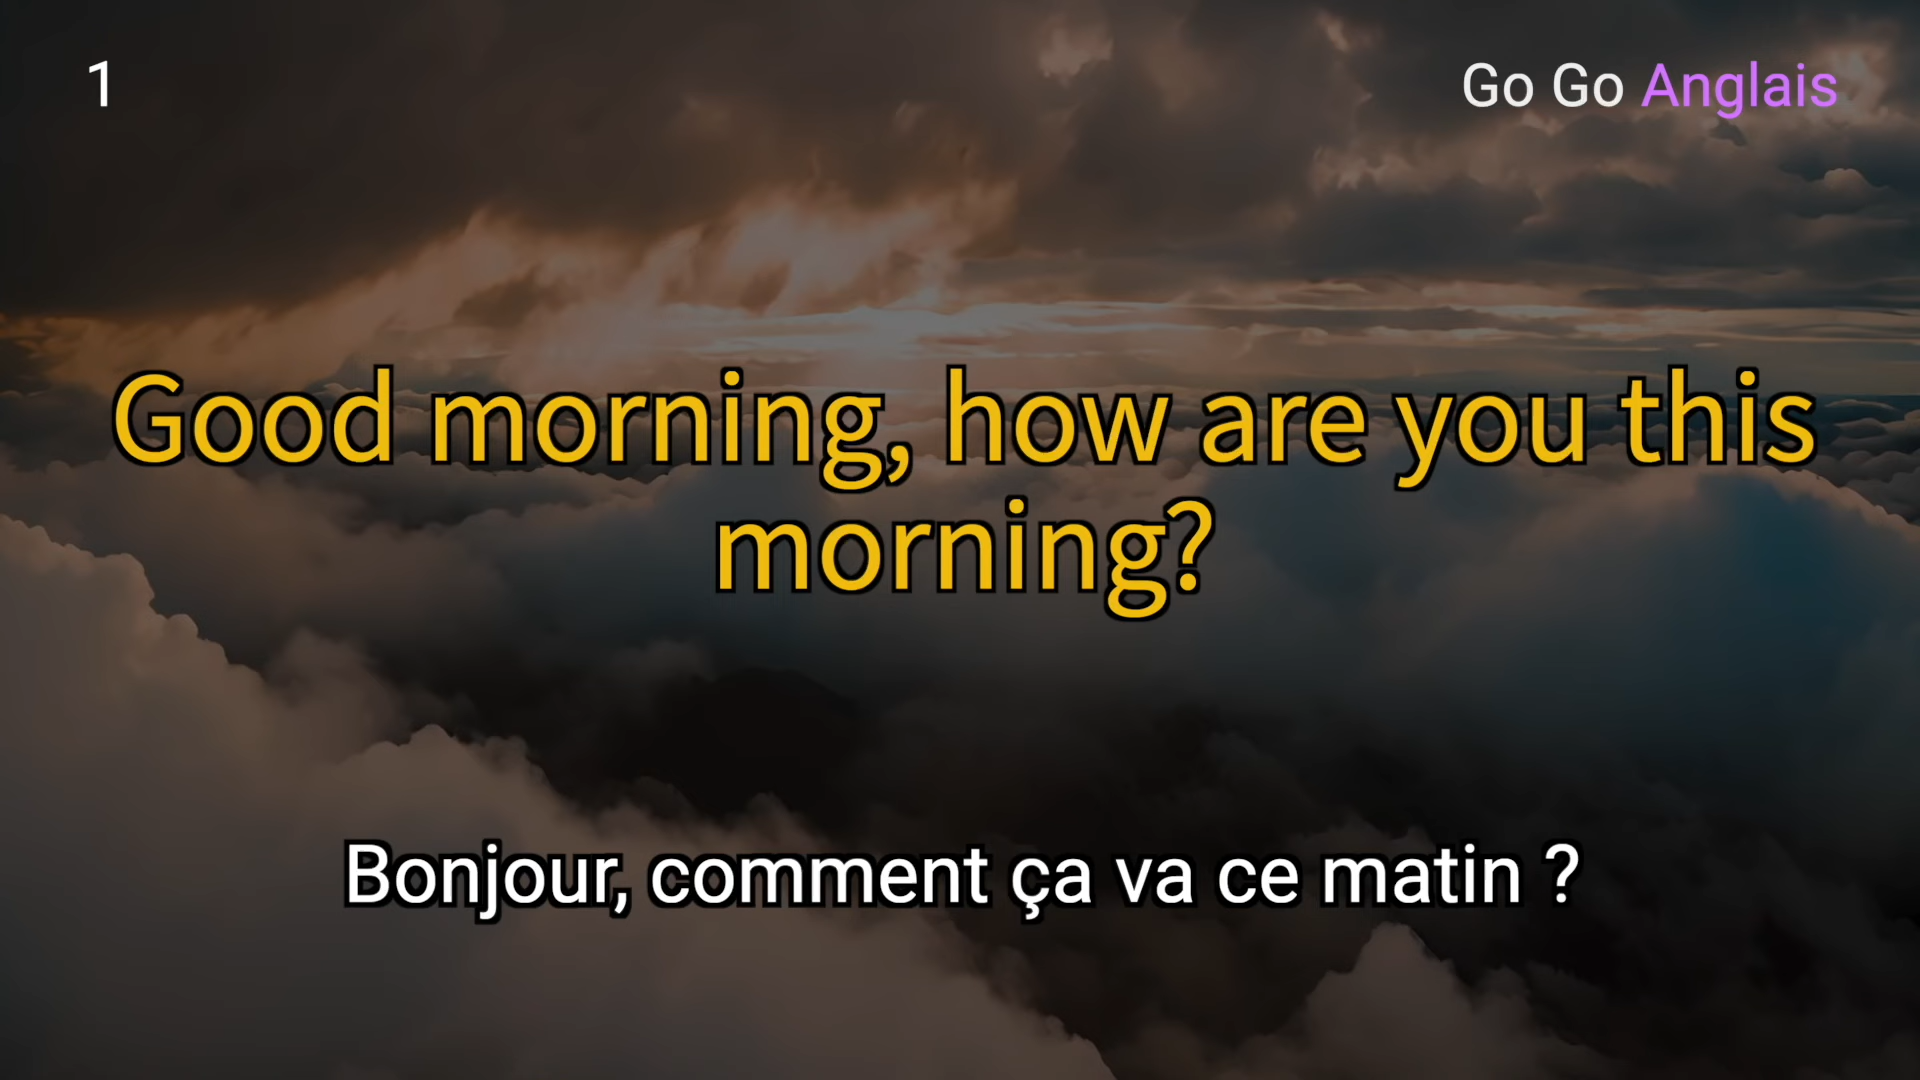 1
Go Go Anglais
Good morning, how are you this
morning?
Bonjour, comment ça va ce matin ?